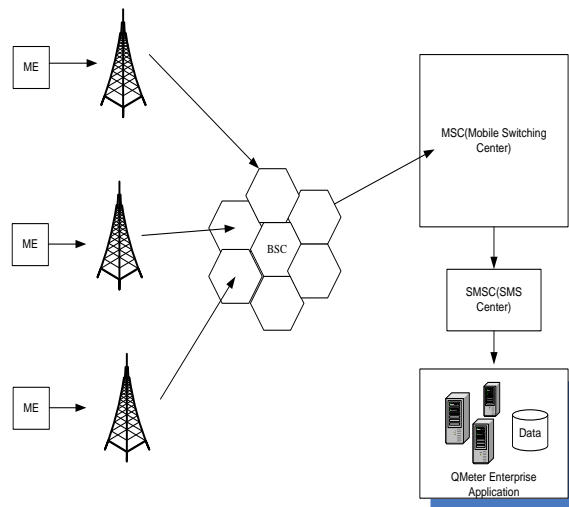 ME
MSC(Mobile Switching
Center)
ME
BSC
SMSC(SMS
Center)
ME
Data
QMeter Enterprise
Application